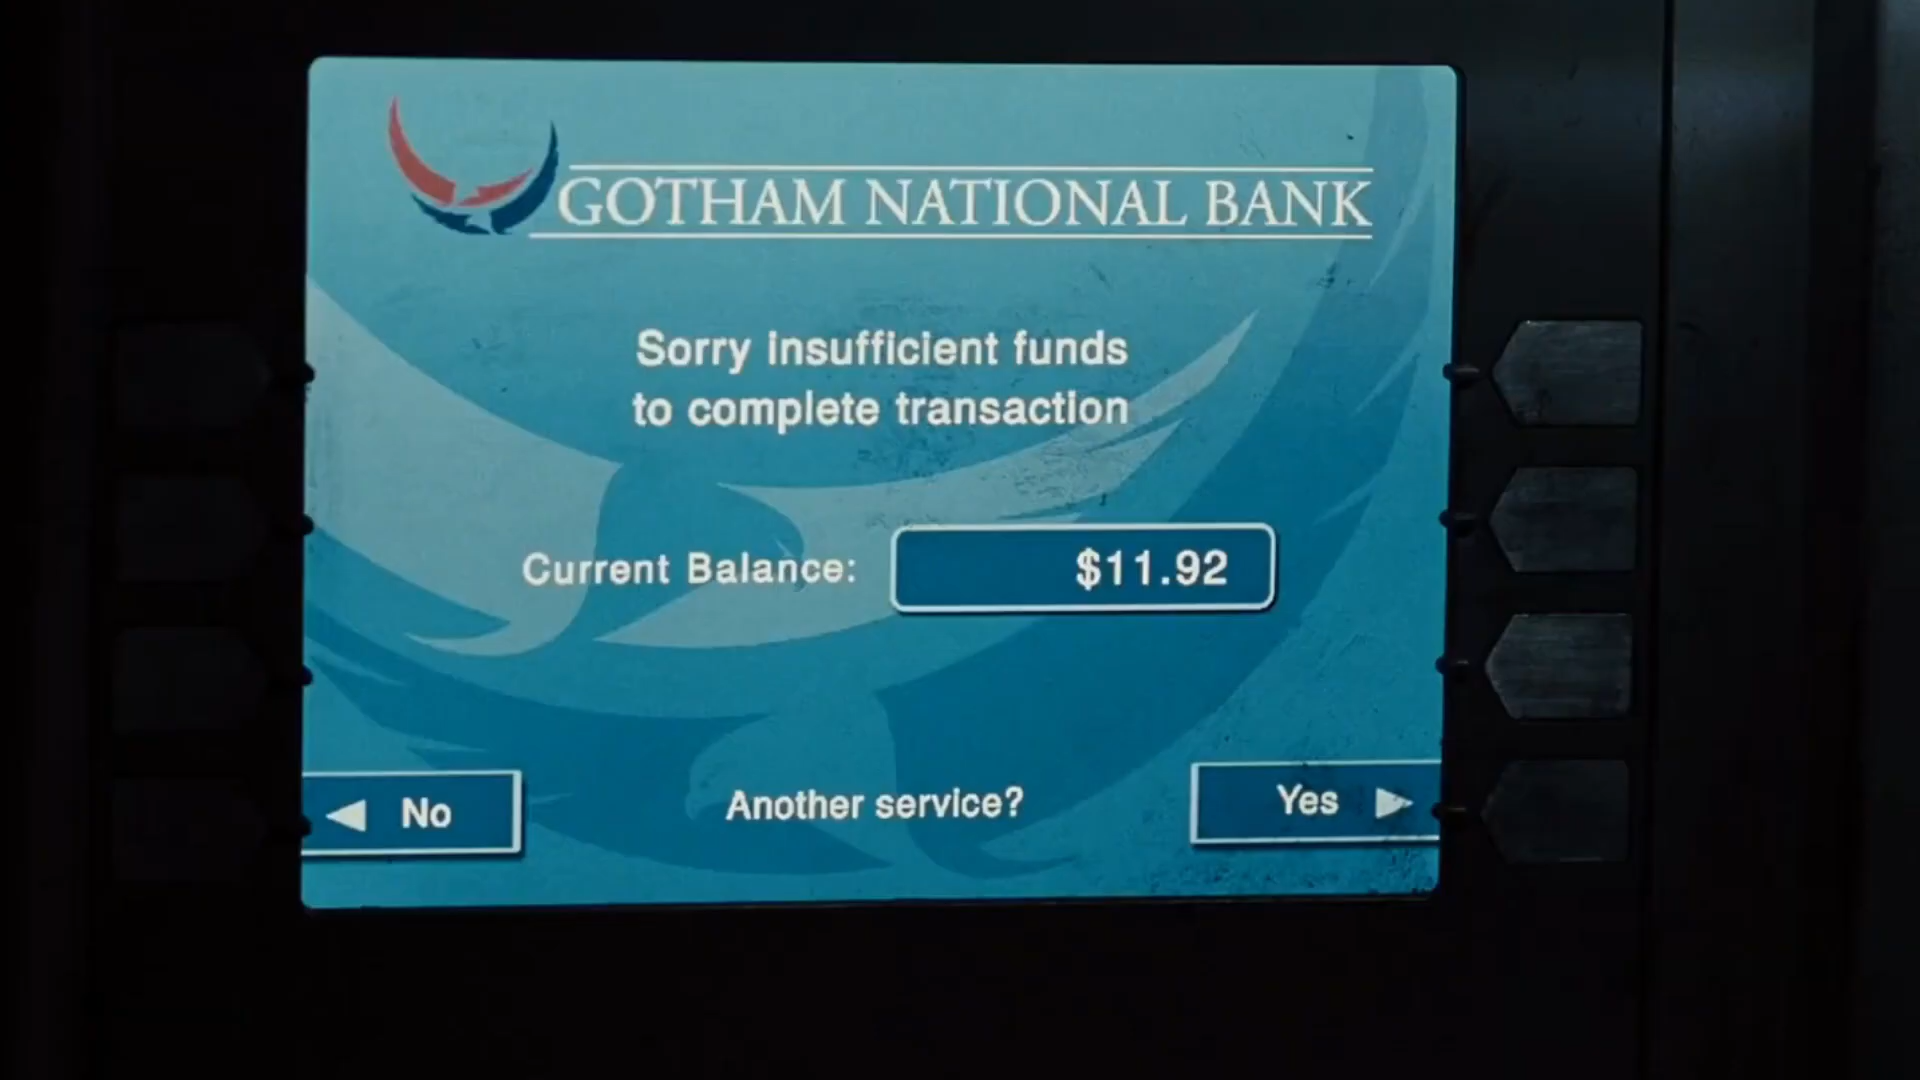 GOTHAM NATIONAL BANK
Sorry insufficient funds
to complete transaction
Current Balance: $11.92
No Another service? Yes